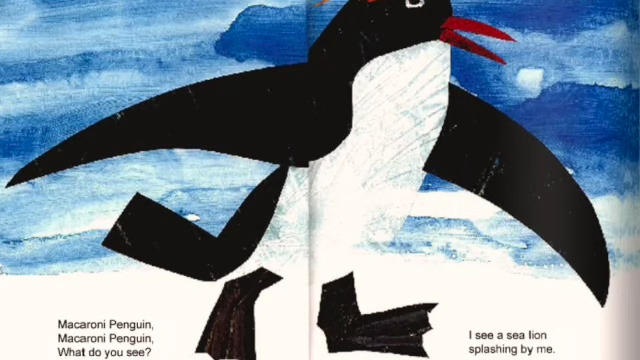 Macaroni Penguin,
Macaroni Penguin,
What do you see?
I see a sea lion
splashing by me.